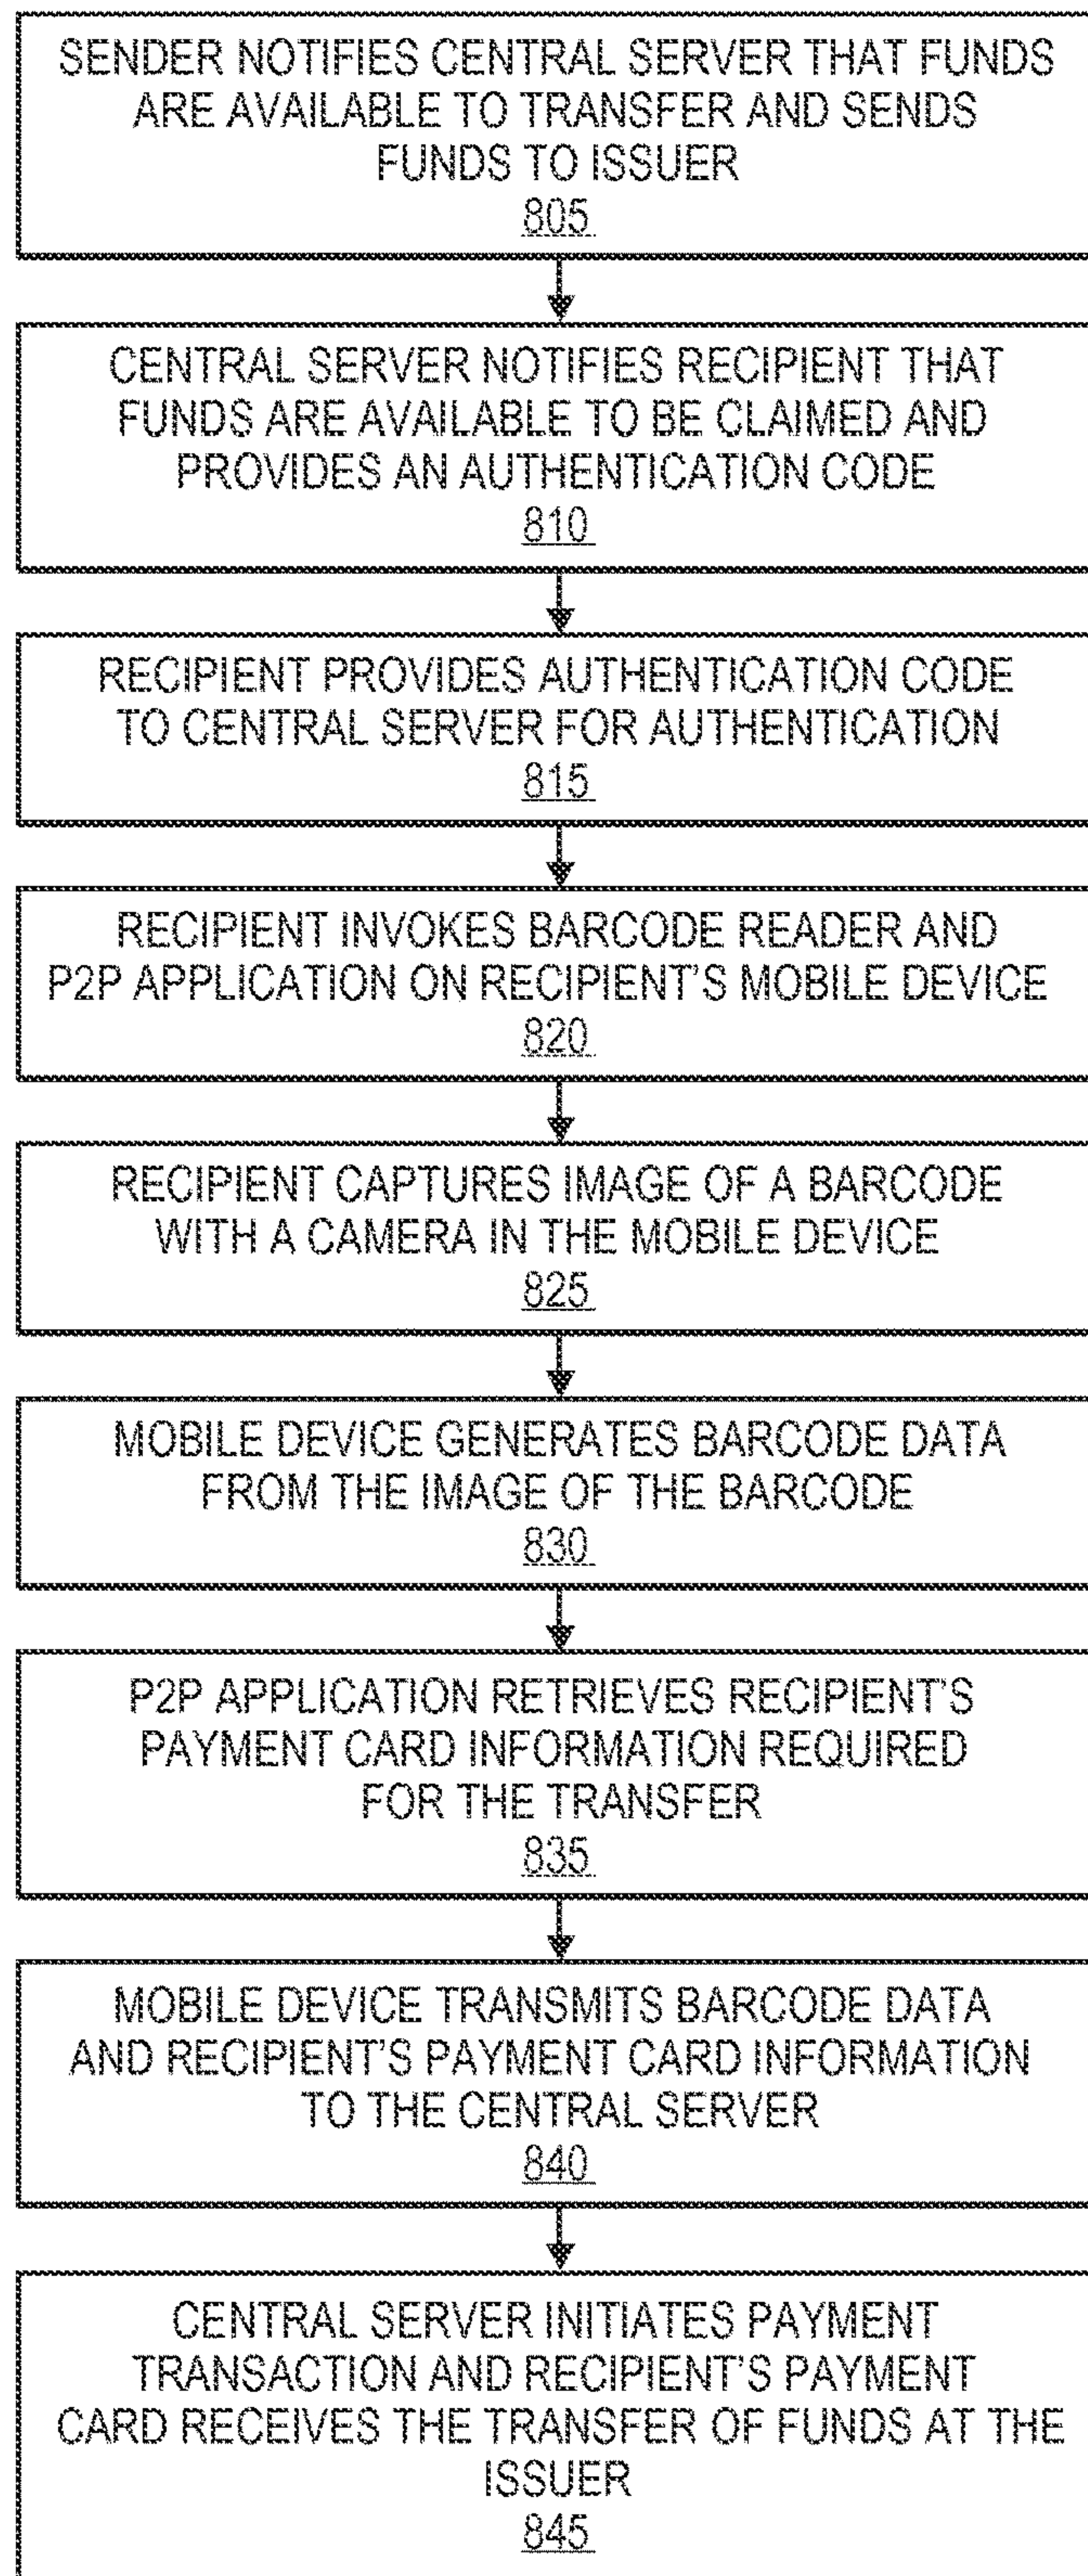 SENDER NOTIFIES CENTRAL SERVER THAT FUNDS
ARE AVAILABLE TO TRANSFER AND SENDS
FUNDS TO ISSUER
805
CENTRAL SERVER NOTIFIES RECIPIENT THAT
FUNDS ARE AVAILABLE TO BE CLAIMED AND
PROVIDES AN AUTHENTICATION CODE
810
RECIPIENT PROVIDES AUTHENTICATION CODE
TO CENTRAL SERVER FOR AUTHENTICATION
815
RECIPIENT INVOKES BARCODE READER AND
P2P APPLICATION ON RECIPIENT'S MOBILE DEVICE
820
RECIPIENT CAPTURES IMAGE OF A BARCODE
WITH A CAMERA IN THE MOBILE DEVICE
825
MOBILE DEVICE GENERATES BARCODE DATA
FROM THE IMAGE OF THE BARCODE
830
P2P APPLICATION RETRIEVES RECIPIENT'S
PAYMENT CARD INFORMATION REQUIRED
FOR THE TRANSFER
835
MOBILE DEVICE TRANSMITS BARCODE DATA
AND RECIPIENT'S PAYMENT CARD INFORMATION
TO THE CENTRAL SERVER
840
CENTRAL SERVER INITIATES PAYMENT
TRANSACTION AND RECIPIENT'S PAYMENT
CARD RECEIVES THE TRANSFER OF FUNDS AT THE
ISSUER
845